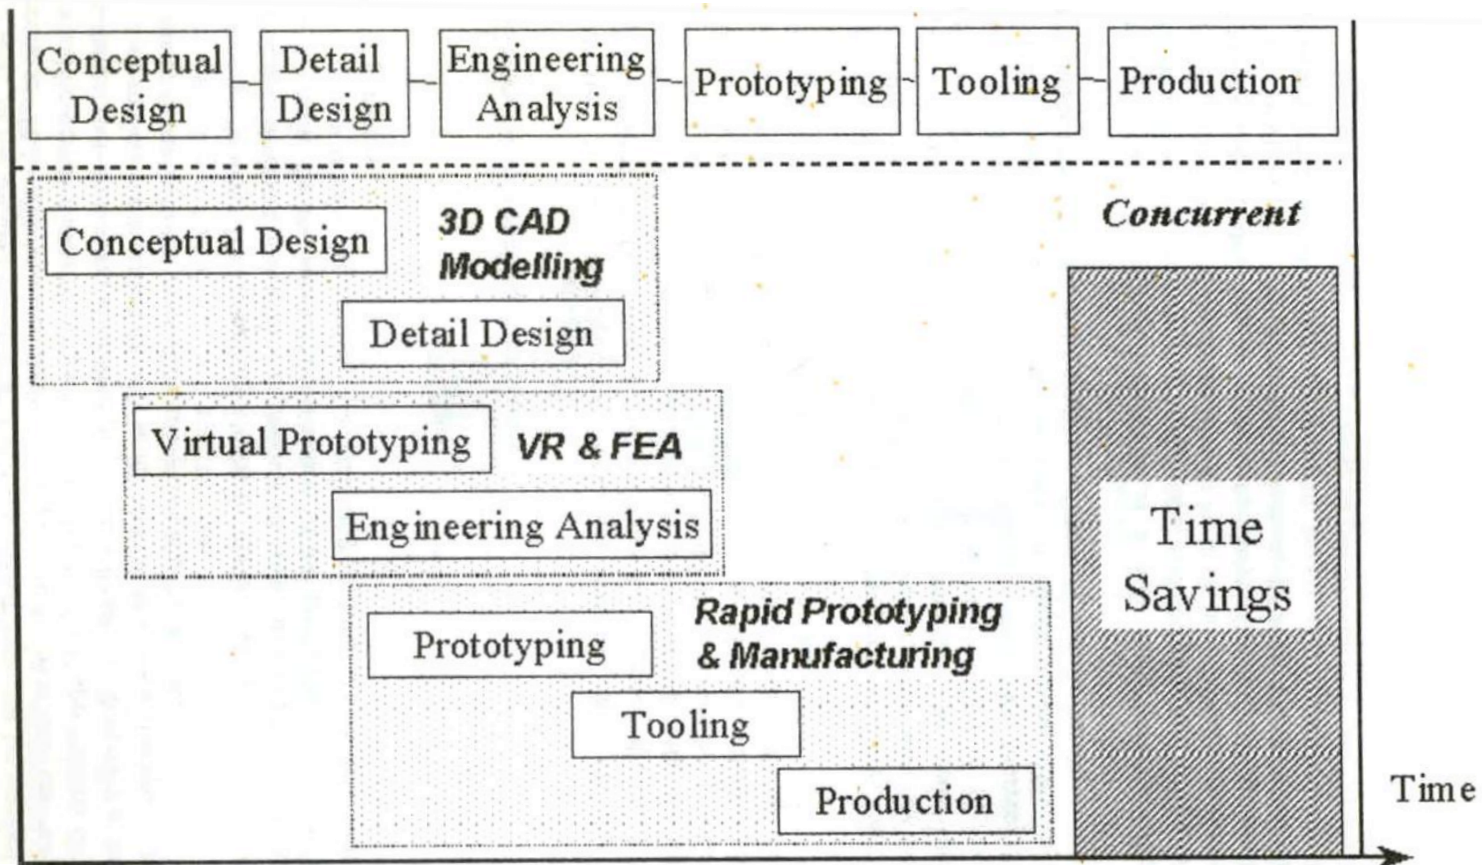 Conceptual
Design
Detail
Design
Engineering
Analysis
Prototyping
Tooling
Production
Concurrent
Conceptual Design
3D CAD
Modelling
Detail Design
Virtual Prototyping
VR & FEA
Engineering Analysis
Time
Savings
Prototyping
Rapid Prototyping
& Manufacturing
Tooling
Production
Time